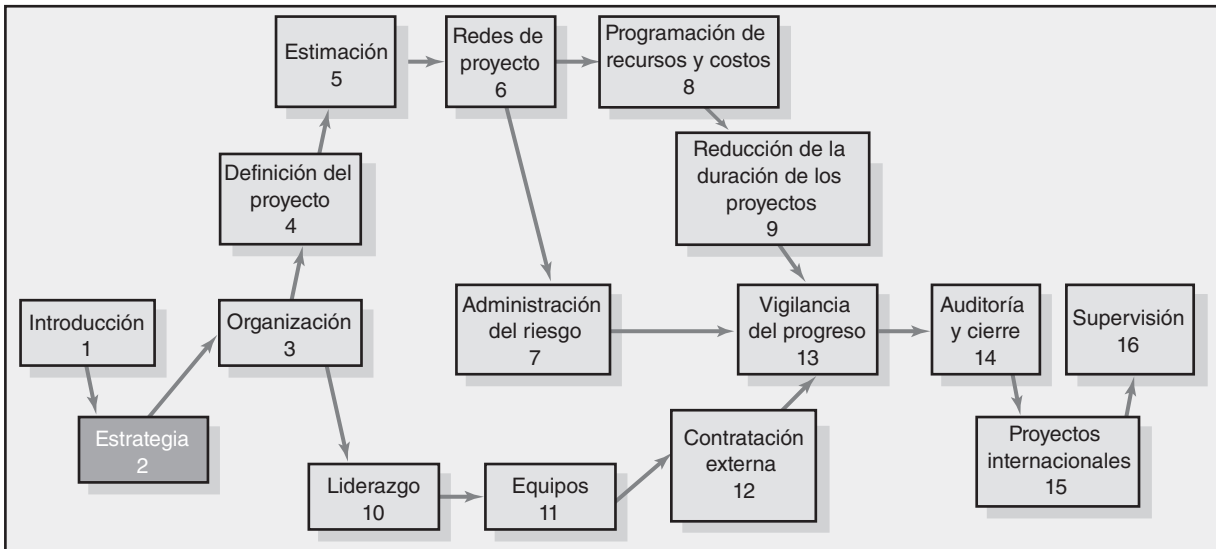 Estimación
5
Redes de
proyecto
6
Programación de
recursos y costos
8
Reducción de la
duración de los
proyectos
9
Definición del
proyecto
4
Introducción
1
Organización
3
Administración
del riesgo
7
Vigilancia
del progreso
13
Auditoría
y cierre
14
Supervisión
16
Estrategia
2
Liderazgo
10
Equipos
11
Contratación
externa
12
Proyectos
internacionales
15